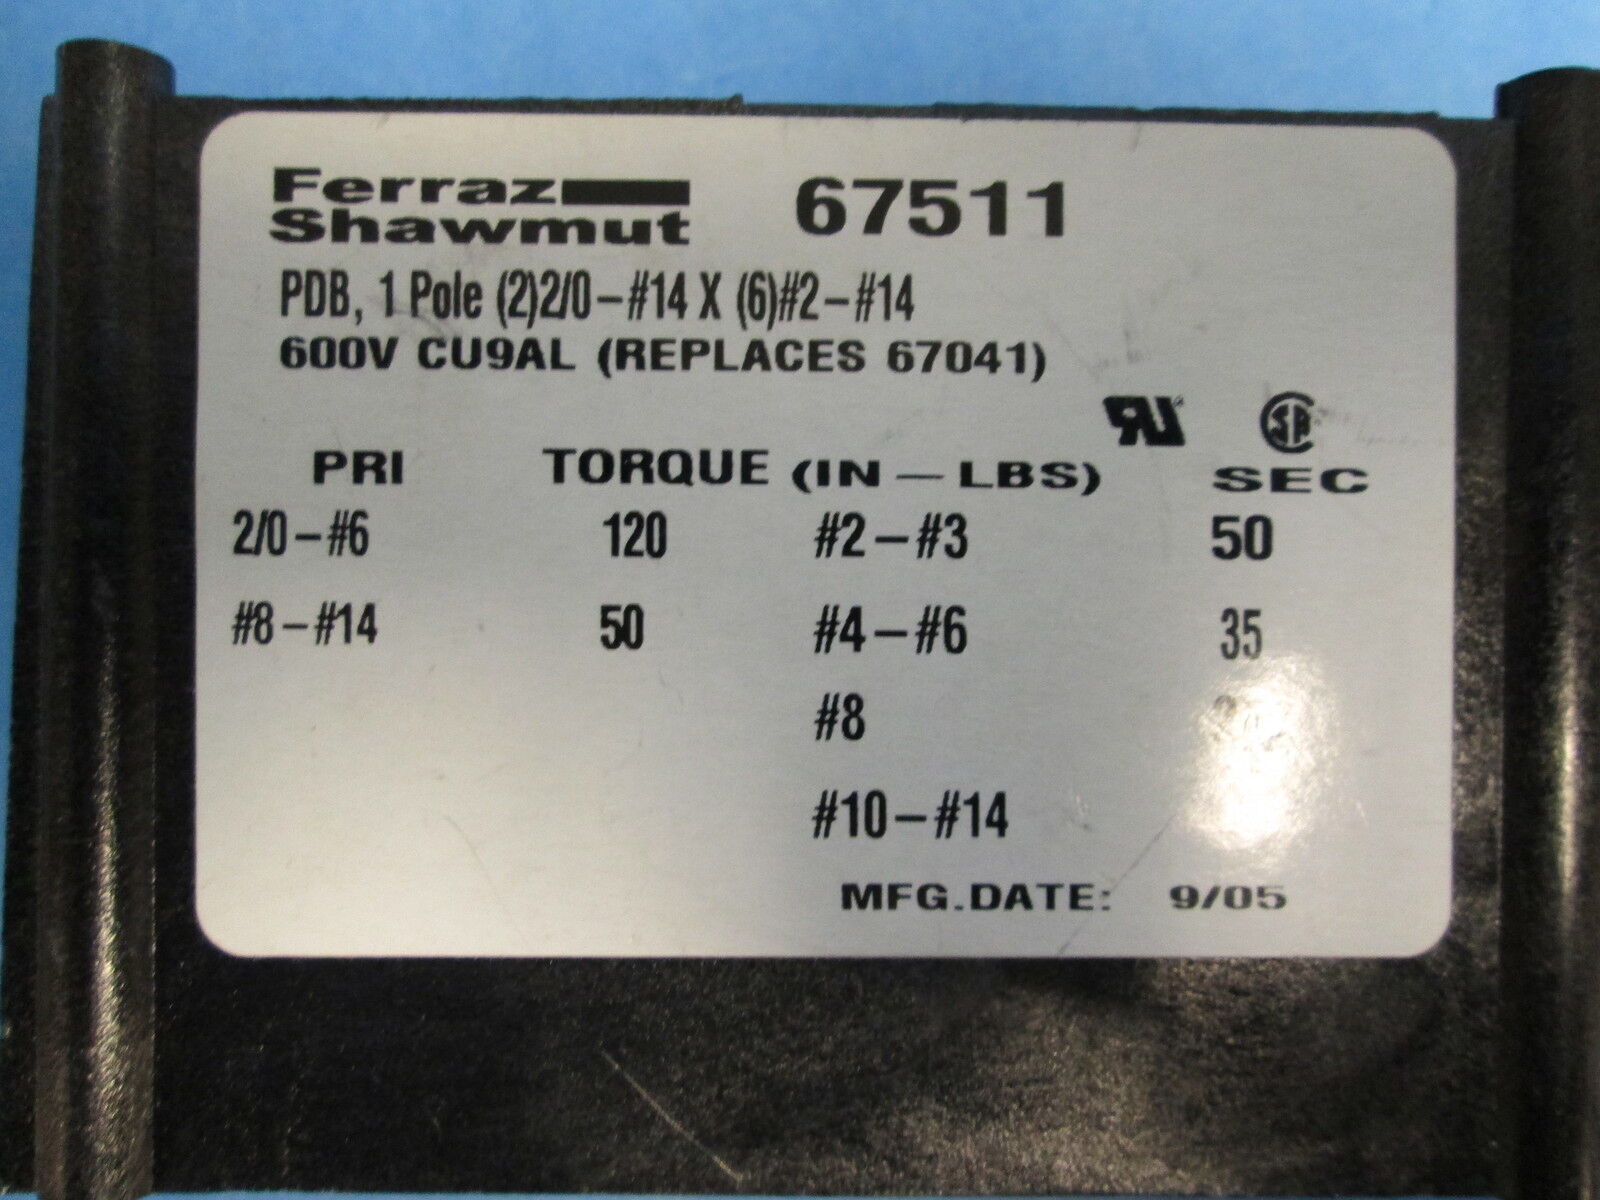 Ferraz
Shawmut 67511
PDB, 1 Pole (2)2/0-#14 X (6)#2-#14
600V CU9AL (REPLACES 67041)
PRI TORQUE (IN-LBS) SEC
2/0-#6 120 #2-#3 50
#8-#14 50 #4-#6 35
#8
#10-#14
MFG.DATE: 9/05